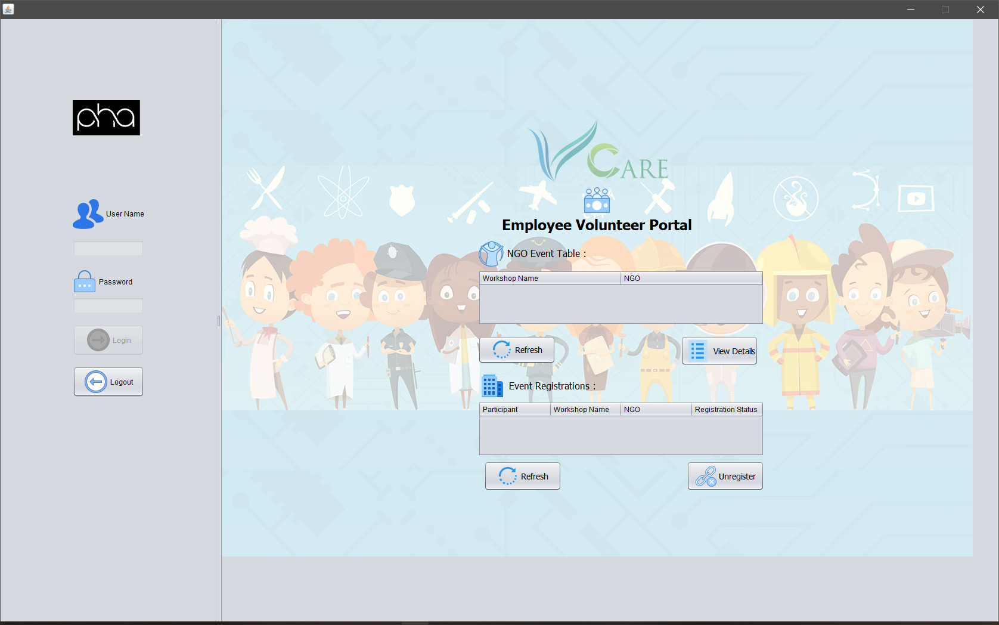 pha
User Name
Password
Login
Logout
V CARE
Employee Volunteer Portal
NGO Event Table :
Workshop Name NGO
Refresh View Details
Event Registrations :
Participant Workshop Name NGO Registration Status
Refresh Unregister